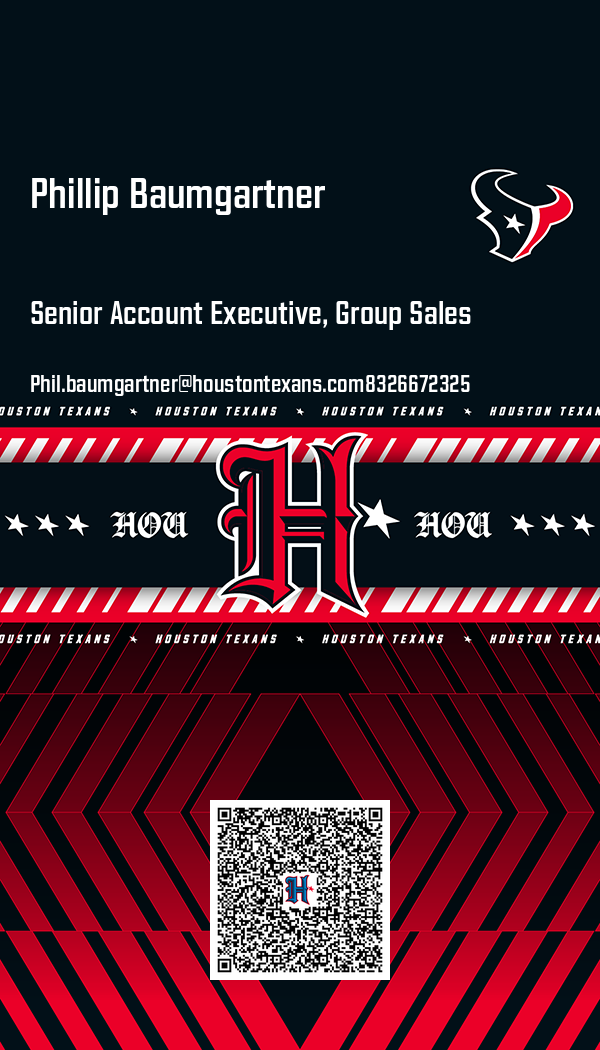 Phillip Baumgartner
Senior Account Executive, Group Sales
Phil.baumgartner@houstontexans.com8326672325
OUSTON TEXANS HOUSTON TEXANS HOUSTON TEXANS HOUSTON TEXAN
HOU H HOU
OUSTON TEXANS HOUSTON TEXANS HOUSTON TEXANS HOUSTON TEXAN
H